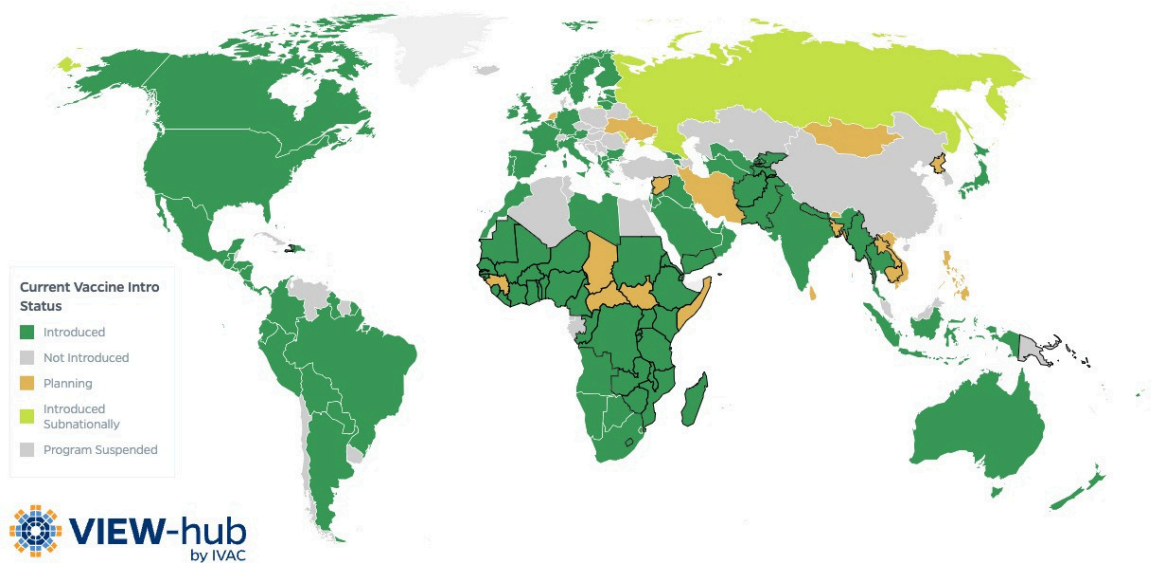 Current Vaccine Intro
Status
Introduced
Not Introduced
Planning
Introduced
Subnationally
Program Suspended
VIEW-hub
by IVAC